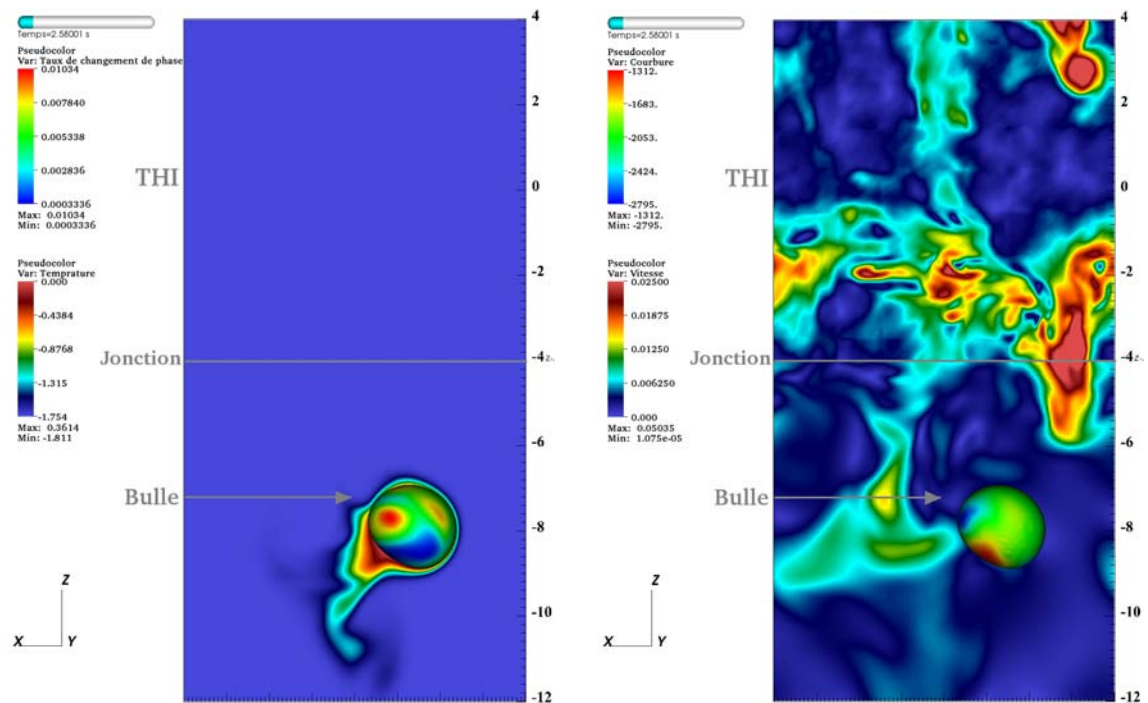 Temps=2.58001 s
Pseudocolor
Var: Taux de changement de phase
0.01034
0.007840
0.005338
0.002836
0.0003336
Max: 0.01034
Min: 0.0003336
Pseudocolor
Var: Temprature
0.000
-0.4384
-0.8768
-1.315
-1.754
Max: 0.3614
Min: -1.811
THI
Jonction
Bulle
Z
X
Y
4
2
0
-2
-4
-6
-8
-10
-12
Temps=2.58001 s
Pseudocolor
Var: Courbure
-1312.
-1683.
-2053.
-2424.
-2795.
Max: -1312.
Min: -2795.
Pseudocolor
Var: Vitesse
0.02500
0.01875
0.01250
0.006250
0.000
Max: 0.05035
Min: 1.075e-05
THI
Jonction
Bulle
Z
X
Y
4
2
0
-2
-4
-6
-8
-10
-12